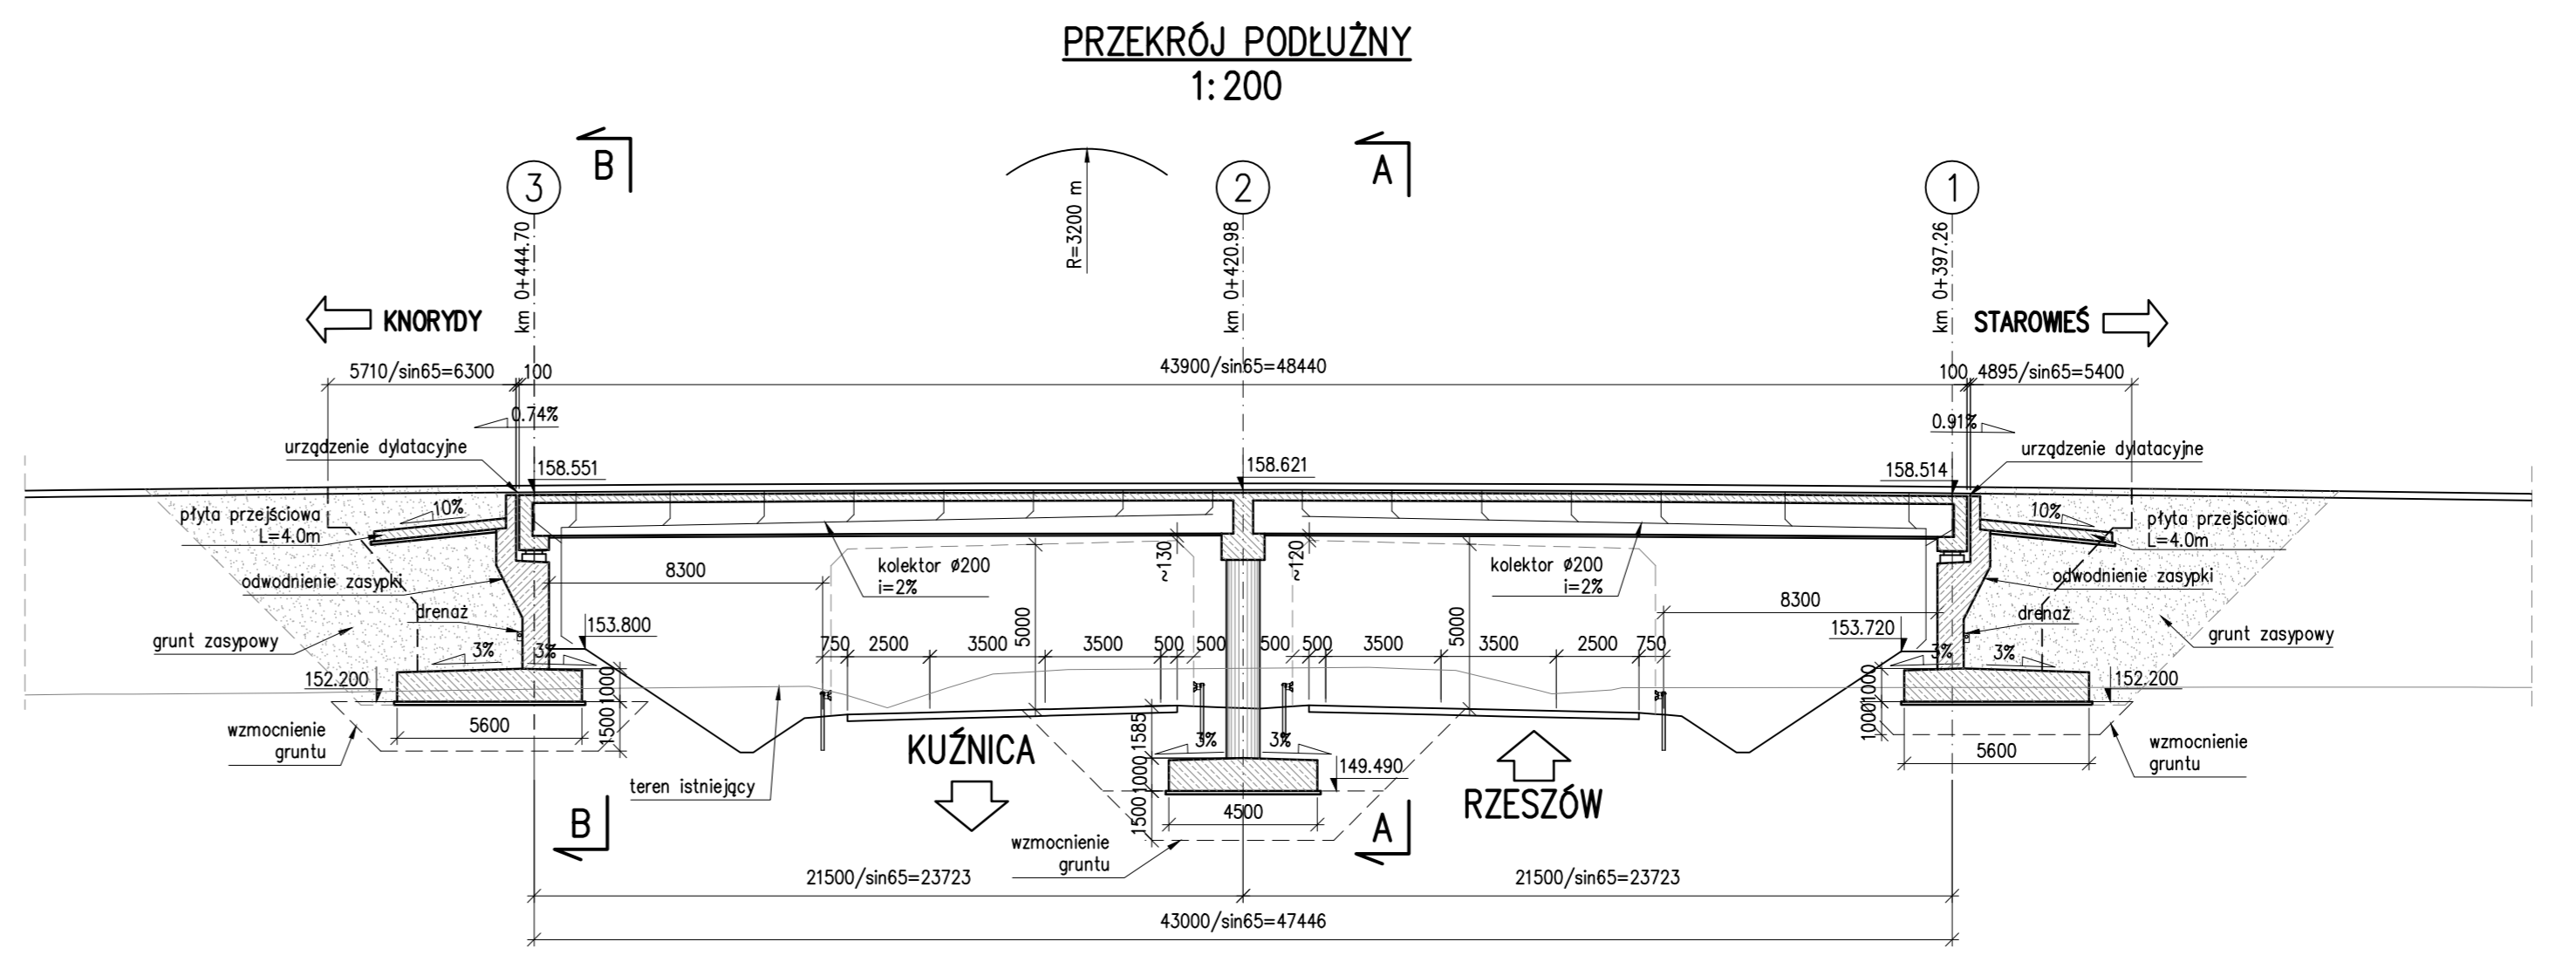 PRZEKRÓJ PODŁUŻNY
1:200
B
A
3
2
1
R=3200 m
km 0+444.70
km 0+420.98
km 0+397.26
KNORYDY
STAROWIEŚ
5710/sin65=6300
100
43900/sin65=48440
100
4895/sin65=5400
0.74%
0.91%
urządzenie dylatacyjne
urządzenie dylatacyjne
158.551
158.621
158.514
10%
10%
płyta przejściowa
L=4.0m
płyta przejściowa
L=4.0m
kolektor ø200
i=2%
kolektor ø200
i=2%
~130
~120
odwodnienie zasypki
odwodnienie zasypki
8300
8300
drenaż
drenaż
grunt zasypowy
grunt zasypowy
153.800
153.720
5000
5000
750
2500
3500
3500
500
500
500
500
3500
3500
2500
750
3%
3%
3%
3%
152.200
152.200
1000
1500
1000
1000
5600
5600
wzmocnienie
gruntu
wzmocnienie
gruntu
KUŹNICA
RZESZÓW
1585
1000
1500
3%
3%
149.490
4500
teren istniejący
B
A
wzmocnienie
gruntu
21500/sin65=23723
21500/sin65=23723
43000/sin65=47446